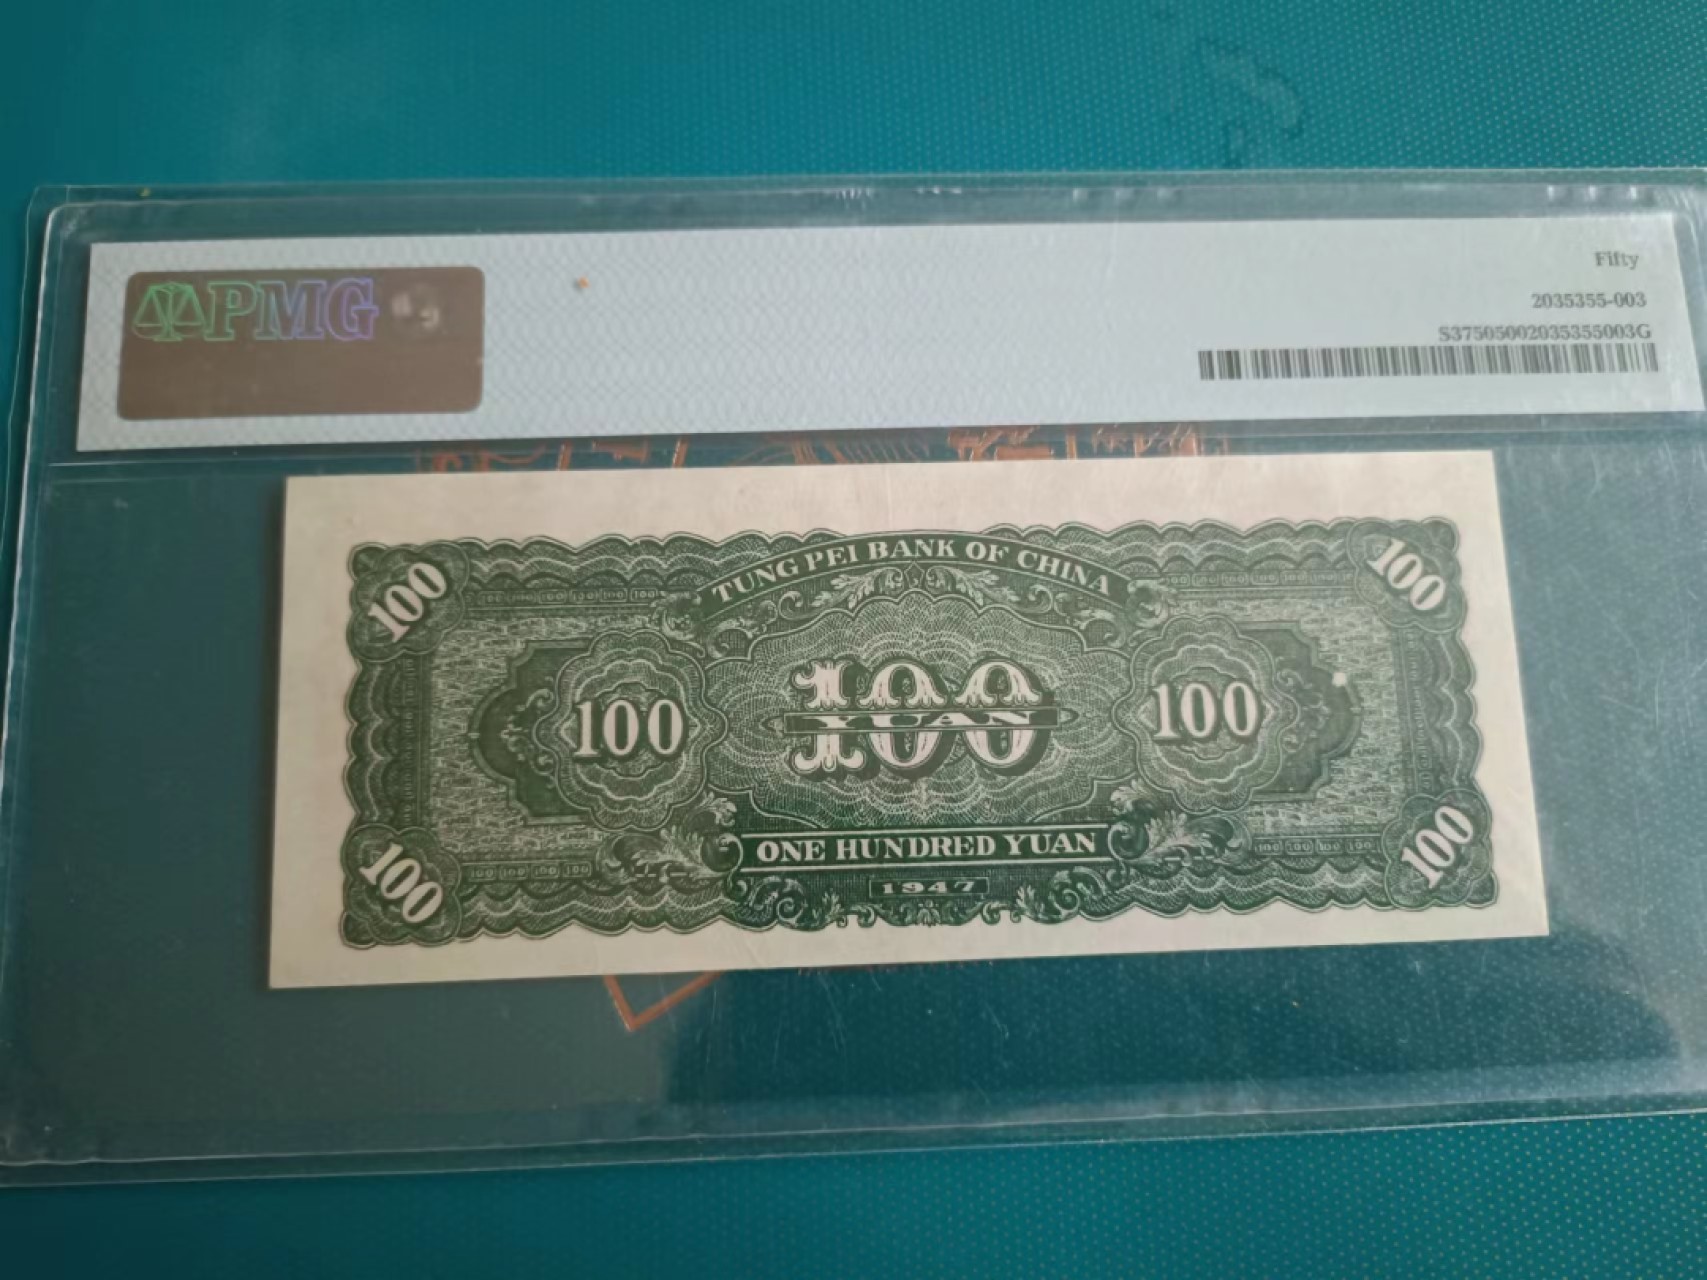 PMG
Fifty
2035355-003
S37505002035355003G
TUNG PEI BANK OF CHINA
100
100
100
100
YUAN
100
ONE HUNDRED YUAN
1947
100
100